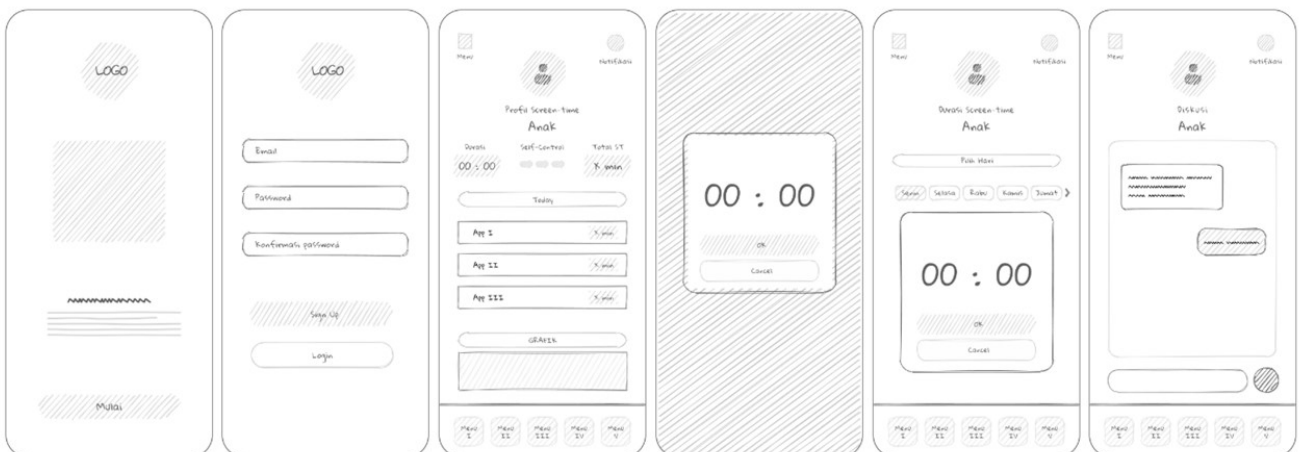 LOGO
Mulai
LOGO
Email
Password
Konfirmasi password
Sign Up
Login
Menu
Notifikasi
Profil Screen-time
Anak
Durasi
Self-Control
Total ST
00 : 00
X min
Today
App I
X min
App II
X min
App III
X min
GRAFIK
Menu I
Menu II
Menu III
Menu IV
Menu V
00 : 00
OK
Cancel
Menu
Notifikasi
Durasi Screen-time
Anak
Pilih Hari
Senin
Selasa
Rabu
Kamis
Jumat
00 : 00
OK
Cancel
Menu I
Menu II
Menu III
Menu IV
Menu V
Menu
Notifikasi
Diskusi
Anak
Menu I
Menu II
Menu III
Menu IV
Menu V